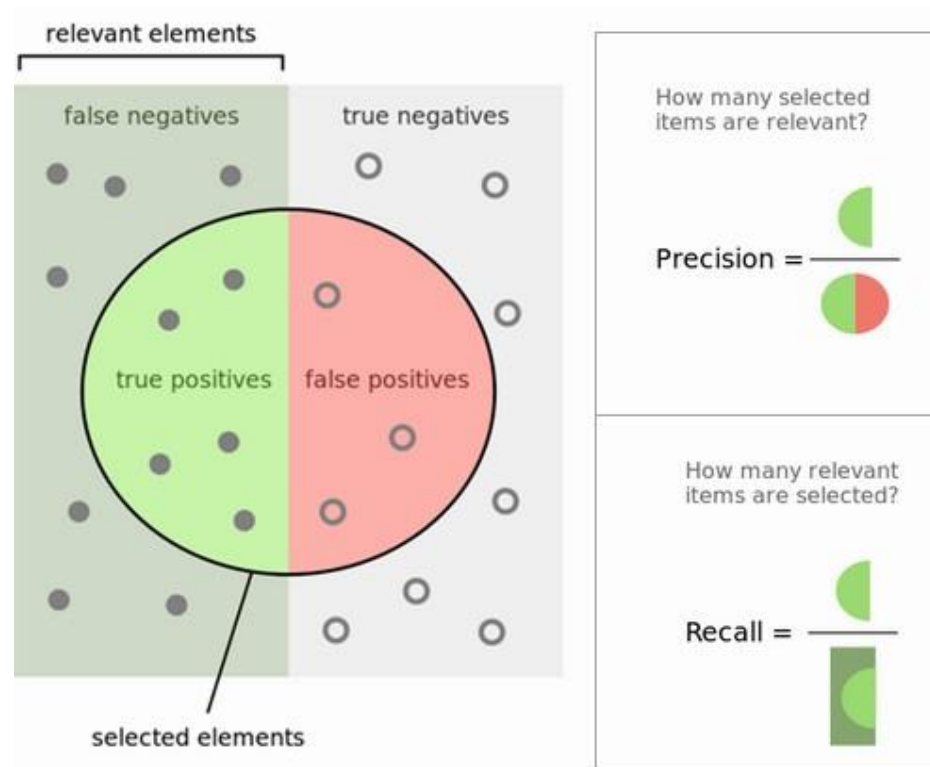 relevant elements
false negatives
true negatives
true positives
false positives
selected elements
How many selected
items are relevant?
Precision =
How many relevant
items are selected?
Recall =